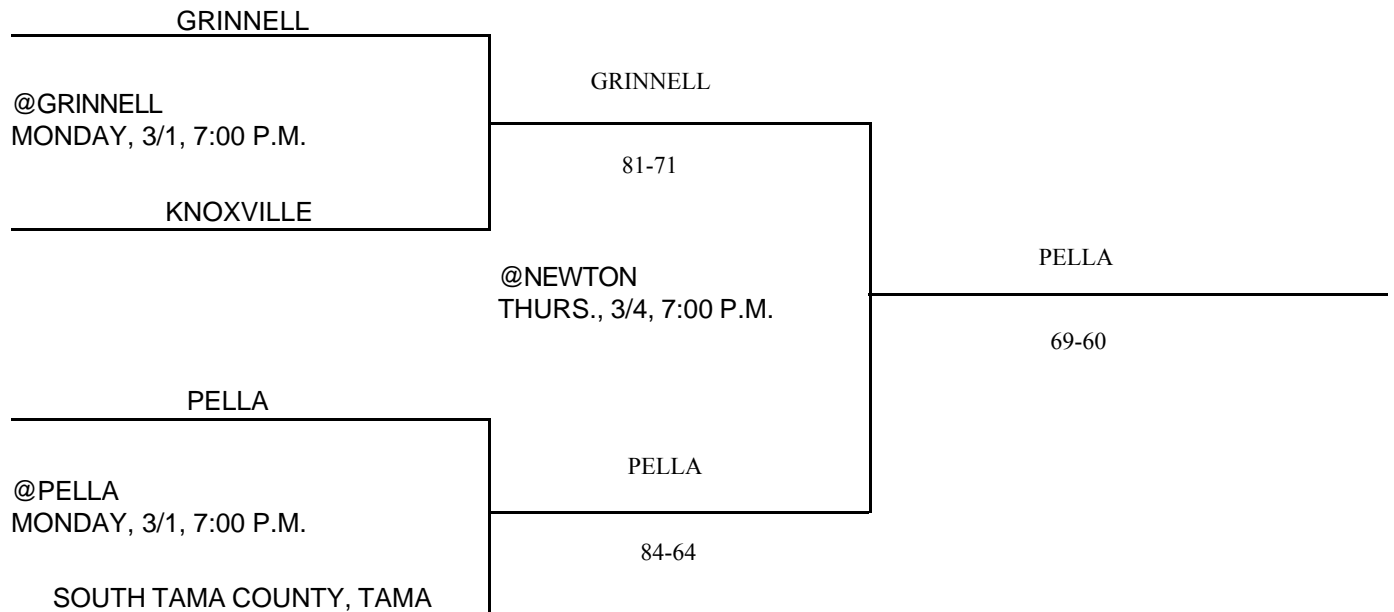 GRINNELL
@GRINNELL
MONDAY, 3/1, 7:00 P.M.
KNOXVILLE
GRINNELL
81-71
@NEWTON
THURS., 3/4, 7:00 P.M.
PELLA
69-60
PELLA
@PELLA
MONDAY, 3/1, 7:00 P.M.
SOUTH TAMA COUNTY, TAMA
PELLA
84-64